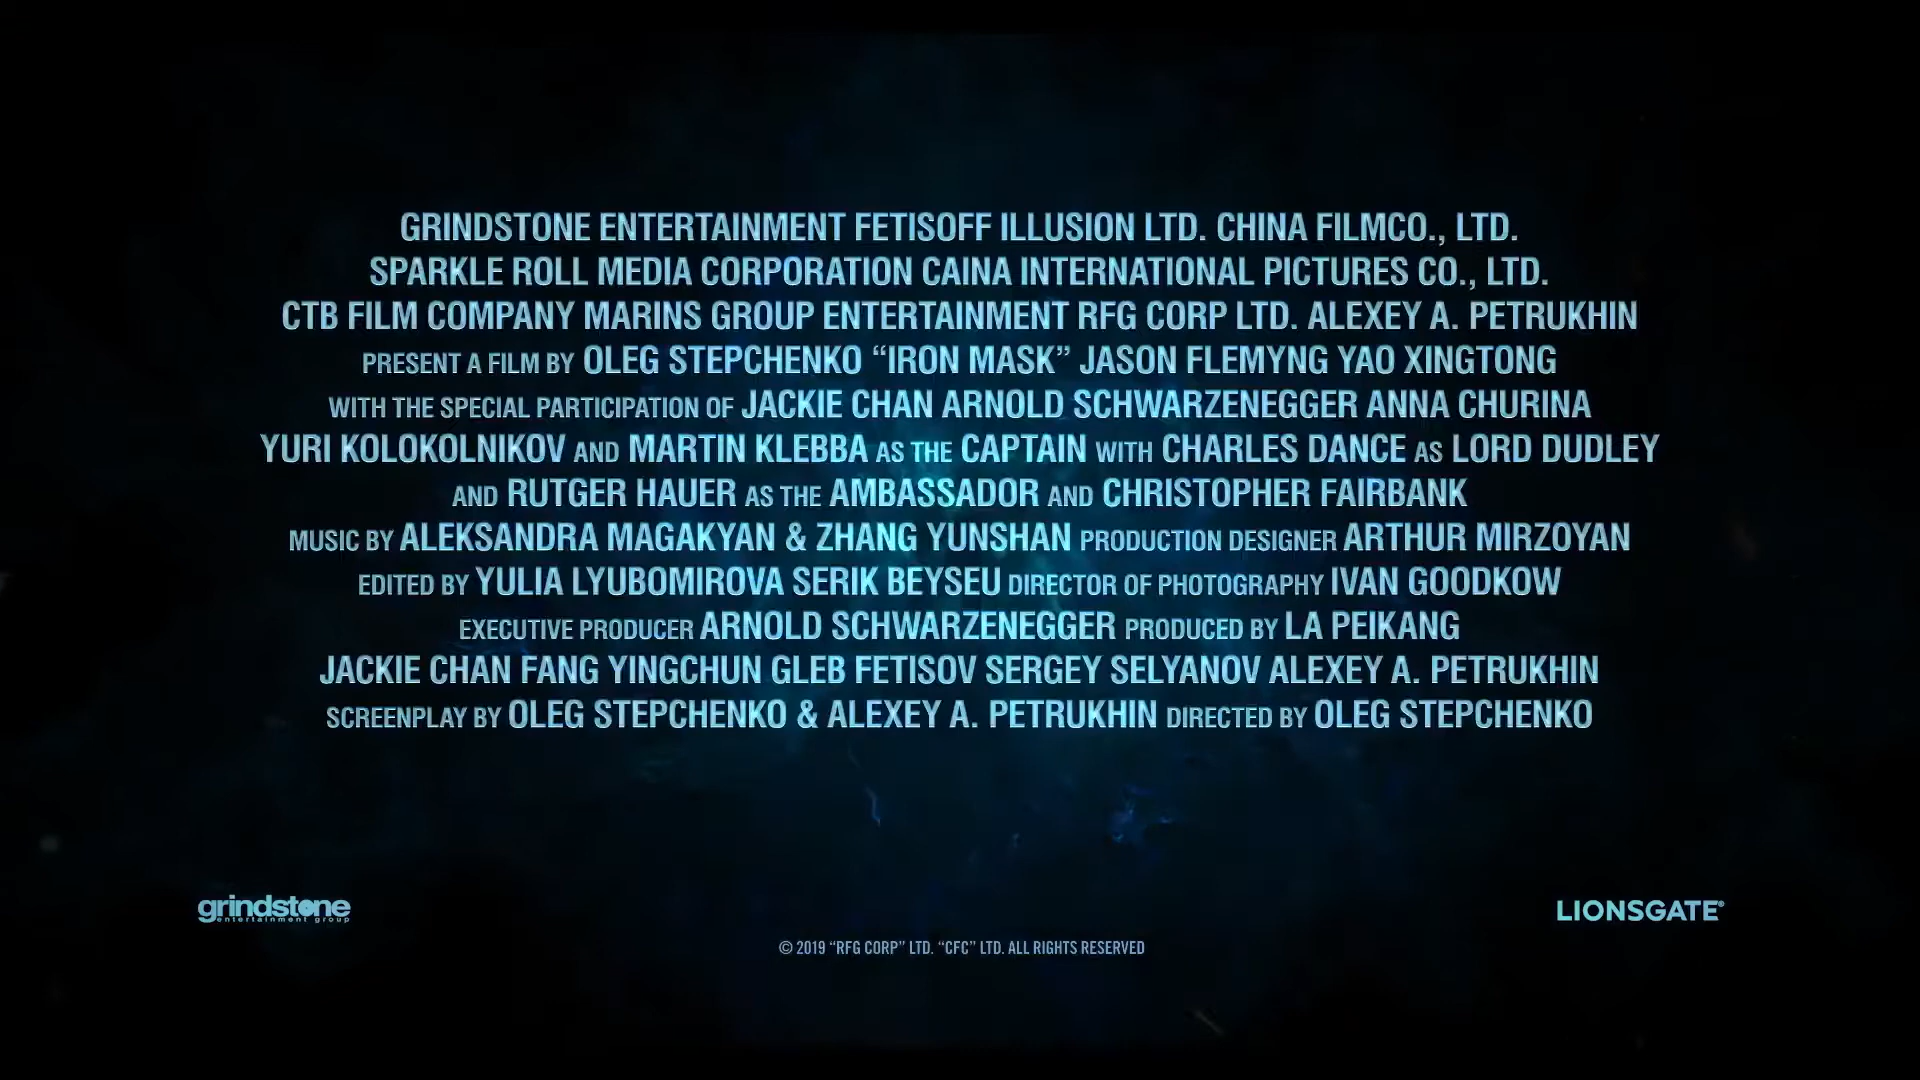 GRINDSTONE ENTERTAINMENT FETISOFF ILLUSION LTD. CHINA FILMCO., LTD.
SPARKLE ROLL MEDIA CORPORATION CAINA INTERNATIONAL PICTURES CO., LTD.
CTB FILM COMPANY MARINS GROUP ENTERTAINMENT RFG CORP LTD. ALEXEY A. PETRUKHIN
PRESENT A FILM BY OLEG STEPCHENKO “IRON MASK” JASON FLEMYNG YAO XINGTONG
WITH THE SPECIAL PARTICIPATION OF JACKIE CHAN ARNOLD SCHWARZENEGGER ANNA CHURINA
YURI KOLOKOLNIKOV AND MARTIN KLEBBA AS THE CAPTAIN WITH CHARLES DANCE AS LORD DUDLEY
AND RUTGER HAUER AS THE AMBASSADOR AND CHRISTOPHER FAIRBANK
MUSIC BY ALEKSANDRA MAGAKYAN & ZHANG YUNSHAN PRODUCTION DESIGNER ARTHUR MIRZOYAN
EDITED BY YULIA LYUBOMIROVA SERIK BEYSEU DIRECTOR OF PHOTOGRAPHY IVAN GOODKOW
EXECUTIVE PRODUCER ARNOLD SCHWARZENEGGER PRODUCED BY LA PEIKANG
JACKIE CHAN FANG YINGCHUN GLEB FETISOV SERGEY SELYANOV ALEXEY A. PETRUKHIN
SCREENPLAY BY OLEG STEPCHENKO & ALEXEY A. PETRUKHIN DIRECTED BY OLEG STEPCHENKO
grindstone
entertainment group
LIONSGATE®
© 2019 “RFG CORP” LTD. “CFC” LTD. ALL RIGHTS RESERVED